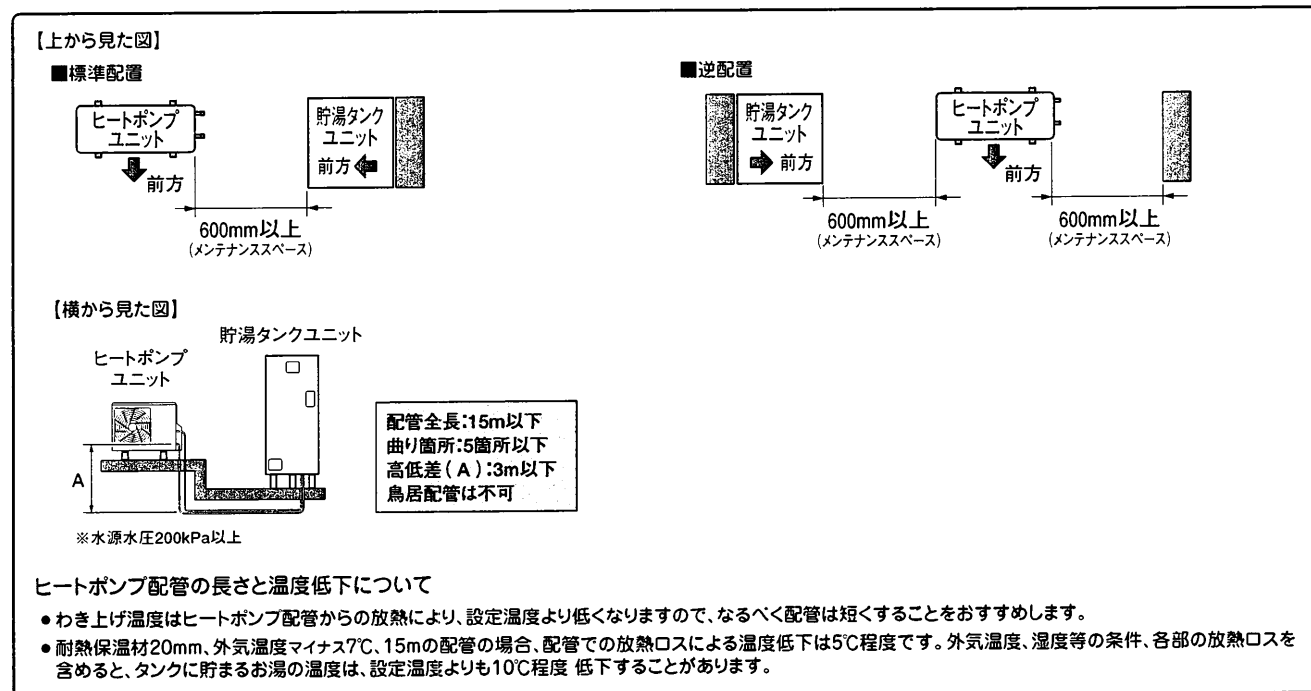 【上から見た図】
■標準配置
ヒートポンプ
ユニット
前方
貯湯タンク
ユニット
前方
600mm以上
(メンテナンススペース)
■逆配置
貯湯タンク
ユニット
前方
ヒートポンプ
ユニット
前方
600mm以上
(メンテナンススペース)
600mm以上
(メンテナンススペース)
【横から見た図】
貯湯タンクユニット
ヒートポンプ
ユニット
A
配管全長:15m以下
曲り箇所:5箇所以下
高低差(A):3m以下
鳥居配管は不可
※水源水圧200kPa以上
ヒートポンプ配管の長さと温度低下について
●わき上げ温度はヒートポンプ配管からの放熱により、設定温度より低くなりますので、なるべく配管は短くすることをおすすめします。
●耐熱保温材20mm、外気温度マイナス7℃、15mの配管の場合、配管での放熱ロスによる温度低下は5℃程度です。外気温度、湿度等の条件、各部の放熱ロスを
含めると、タンクに貯まるお湯の温度は、設定温度よりも10℃程度 低下することがあります。